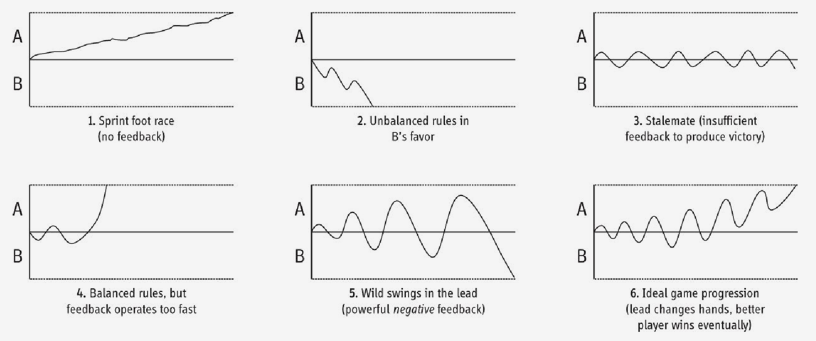 A
B
1. Sprint foot race
(no feedback)
A
B
2. Unbalanced rules in
B's favor
A
B
3. Stalemate (insufficient
feedback to produce victory)
A
B
4. Balanced rules, but
feedback operates too fast
A
B
5. Wild swings in the lead
(powerful negative feedback)
A
B
6. Ideal game progression
(lead changes hands, better
player wins eventually)